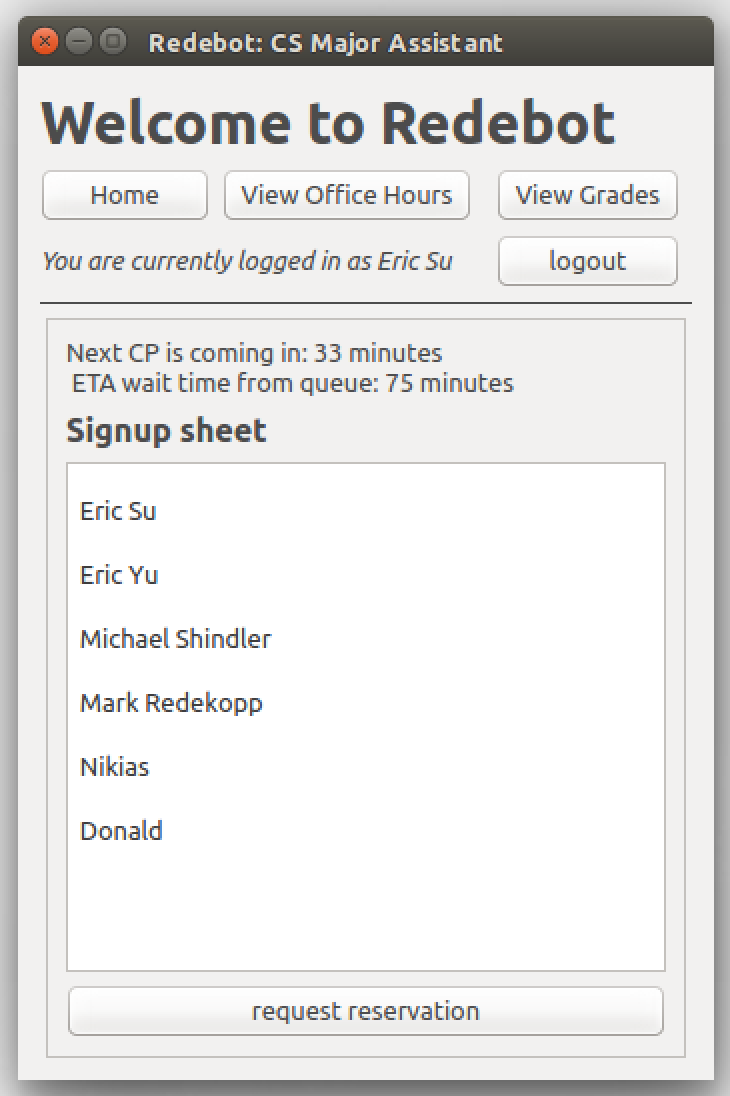 Redebot: CS Major Assistant
Welcome to Redebot
Home View Office Hours View Grades
You are currently logged in as Eric Su logout
Next CP is coming in: 33 minutes
ETA wait time from queue: 75 minutes
Signup sheet
Eric Su
Eric Yu
Michael Shindler
Mark Redekopp
Nikias
Donald
request reservation